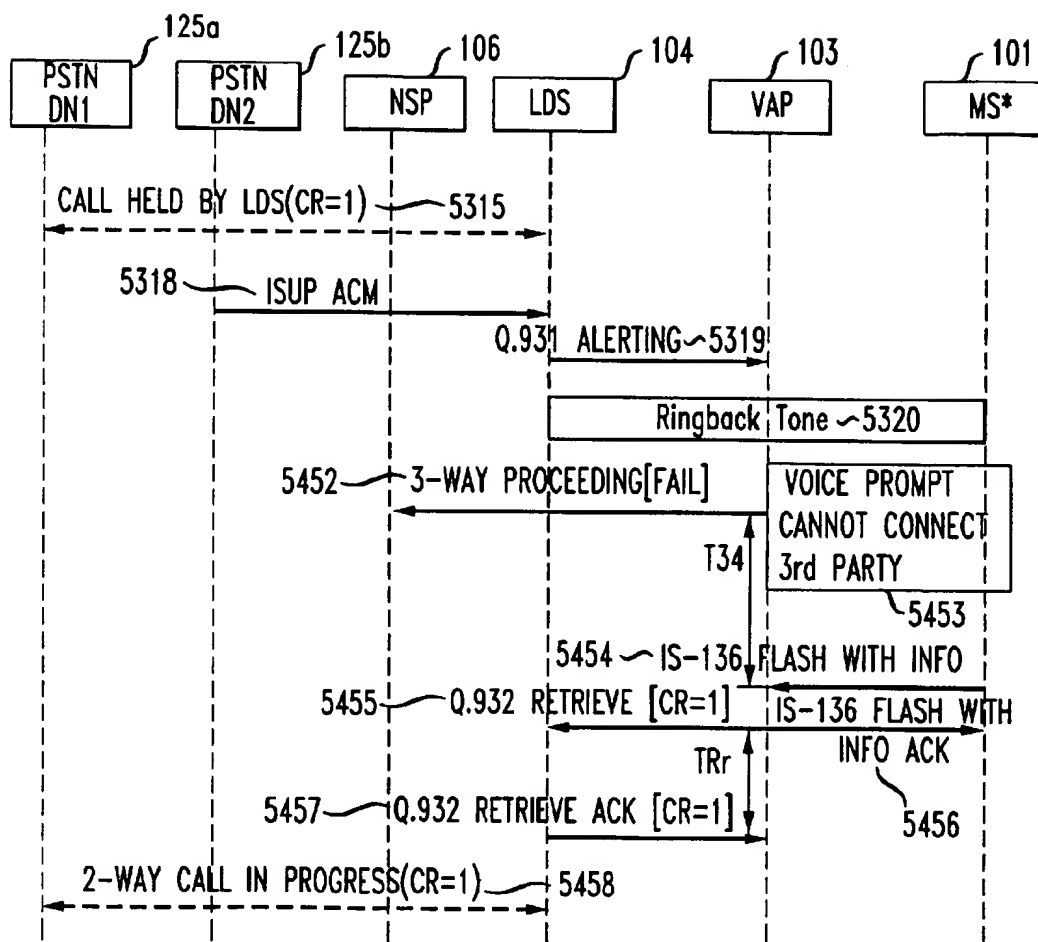 125a
125b
106
104
103
101
PSTN
DN1
PSTN
DN2
NSP
LDS
VAP
MS*
CALL HELD BY LDS(CR=1) 5315
5318 ISUP ACM
Q.931 ALERTING 5319
Ringback Tone 5320
5452 3-WAY PROCEEDING[FAIL]
VOICE PROMPT
CANNOT CONNECT
3rd PARTY
T34
5453
5454 IS-136 FLASH WITH INFO
5455 Q.932 RETRIEVE [CR=1]
IS-136 FLASH WITH
INFO ACK
TRr
5456
5457 Q.932 RETRIEVE ACK [CR=1]
2-WAY CALL IN PROGRESS(CR=1) 5458